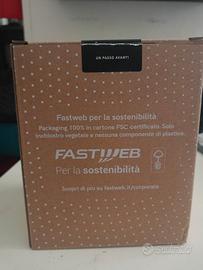 UN PASSO AVANTI
Fastweb per la sostenibilità
Packaging 100% in cartone FSC certificato. Solo
inchiostro vegetale e nessuna componente di plastica.
FASTWEB
Per la sostenibilità
Scopri di più su fastweb.it/corporate
subito